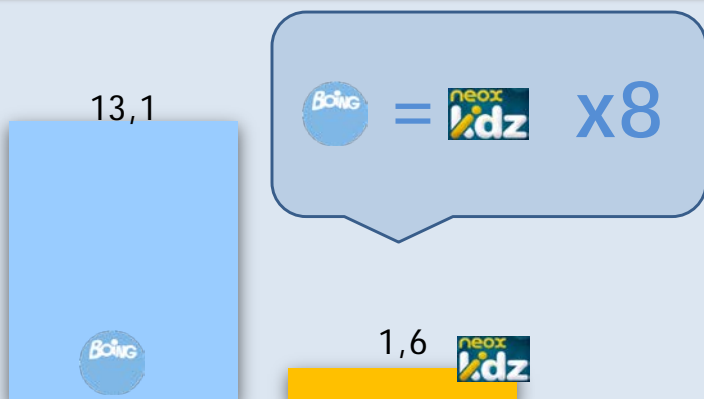 BOING = neox kidz x8
13,1
1,6
neox kidz
BOING